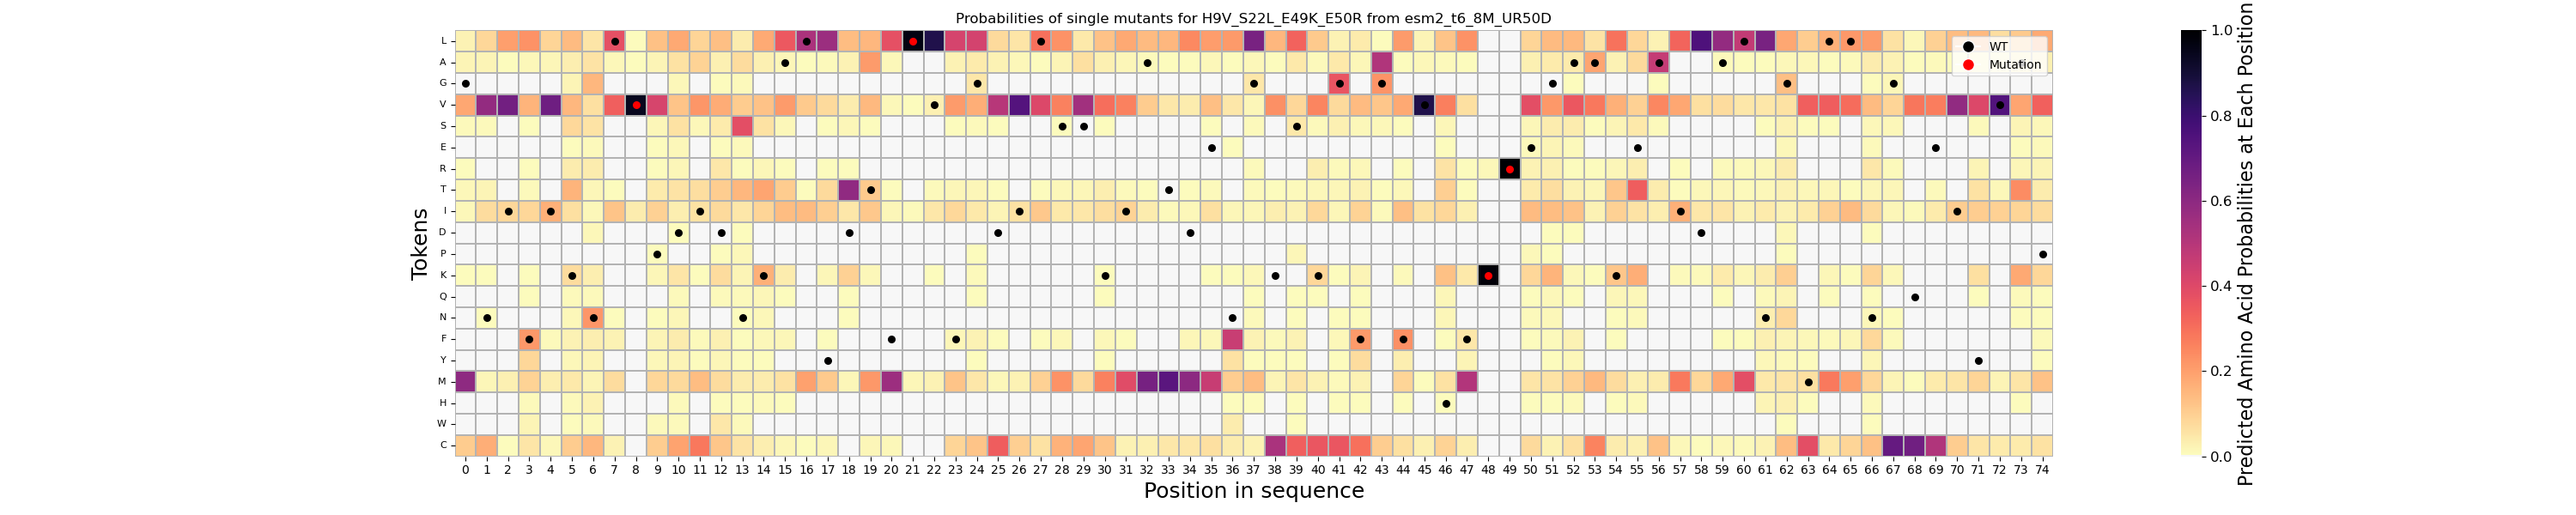 Probabilities of single mutants for H9V_S22L_E49K_E50R from esm2_t6_8M_UR50D
Tokens
L
A
G
V
S
E
R
T
I
D
P
K
Q
N
F
Y
M
H
W
C
0 1 2 3 4 5 6 7 8 9 10 11 12 13 14 15 16 17 18 19 20 21 22 23 24 25 26 27 28 29 30 31 32 33 34 35 36 37 38 39 40 41 42 43 44 45 46 47 48 49 50 51 52 53 54 55 56 57 58 59 60 61 62 63 64 65 66 67 68 69 70 71 72 73 74
Position in sequence
WT
Mutation
1.0
0.8
0.6
0.4
0.2
0.0
Predicted Amino Acid Probabilities at Each Position